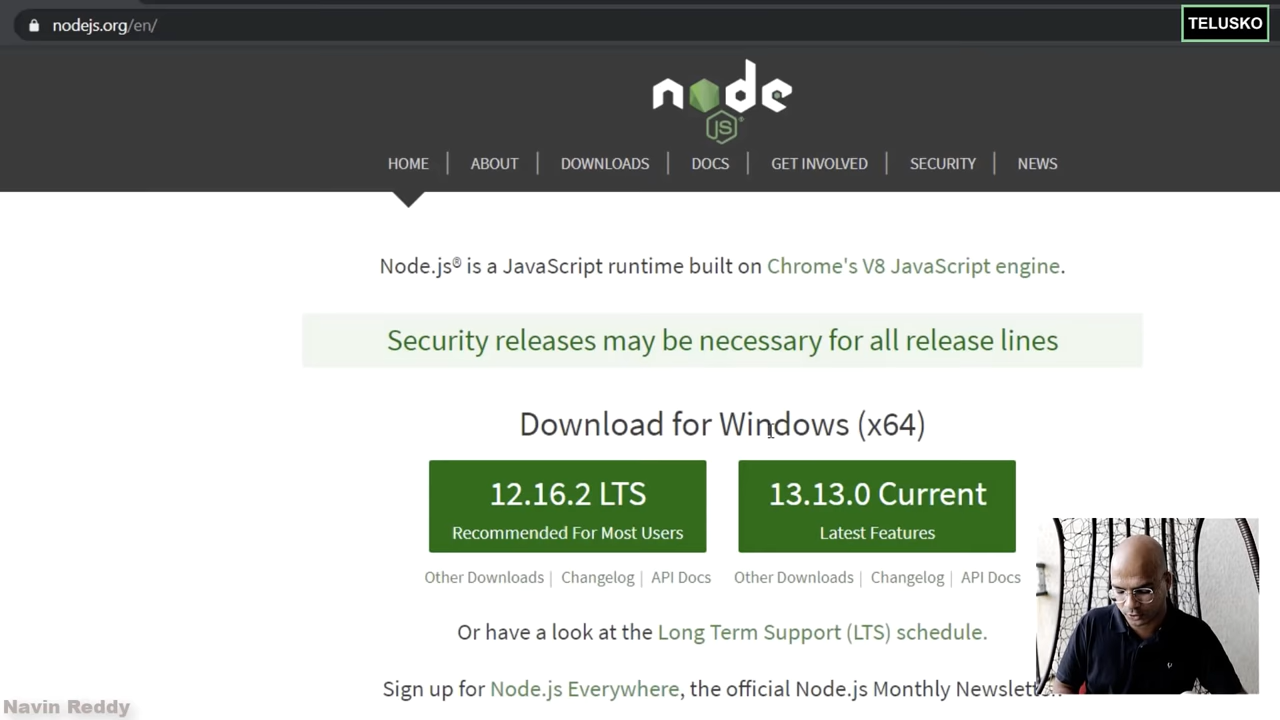 nodejs.org/en/
TELUSKO
node
JS
HOME | ABOUT | DOWNLOADS | DOCS | GET INVOLVED | SECURITY | NEWS
Node.js® is a JavaScript runtime built on Chrome's V8 JavaScript engine.
Security releases may be necessary for all release lines
Download for Windows (x64)
12.16.2 LTS
Recommended For Most Users
13.13.0 Current
Latest Features
Other Downloads | Changelog | API Docs
Other Downloads | Changelog | API Docs
Or have a look at the Long Term Support (LTS) schedule.
Sign up for Node.js Everywhere, the official Node.js Monthly Newslett
Navin Reddy